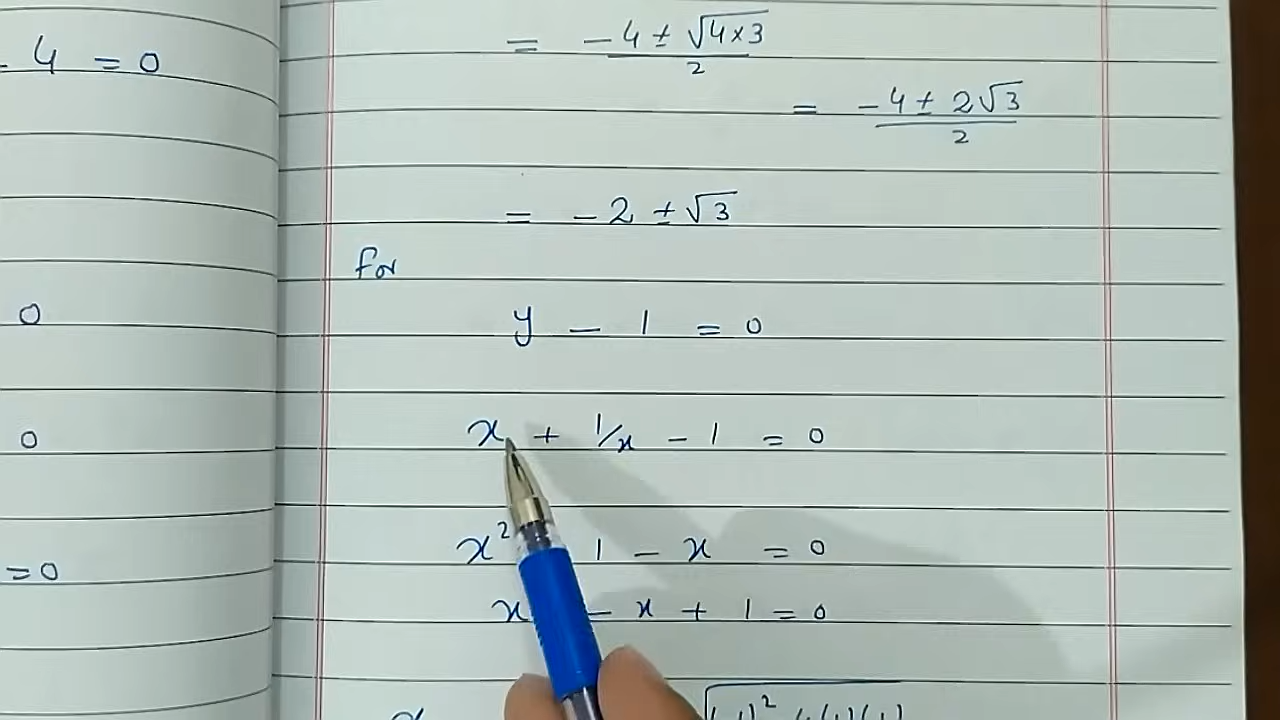 - 4 = 0
0
0
= 0
= -4 ± √4×3 / 2
= -4 ± 2√3 / 2
= -2 ± √3
for
y - 1 = 0
x + 1/x - 1 = 0
x² 1 - x = 0
x - x + 1 = 0